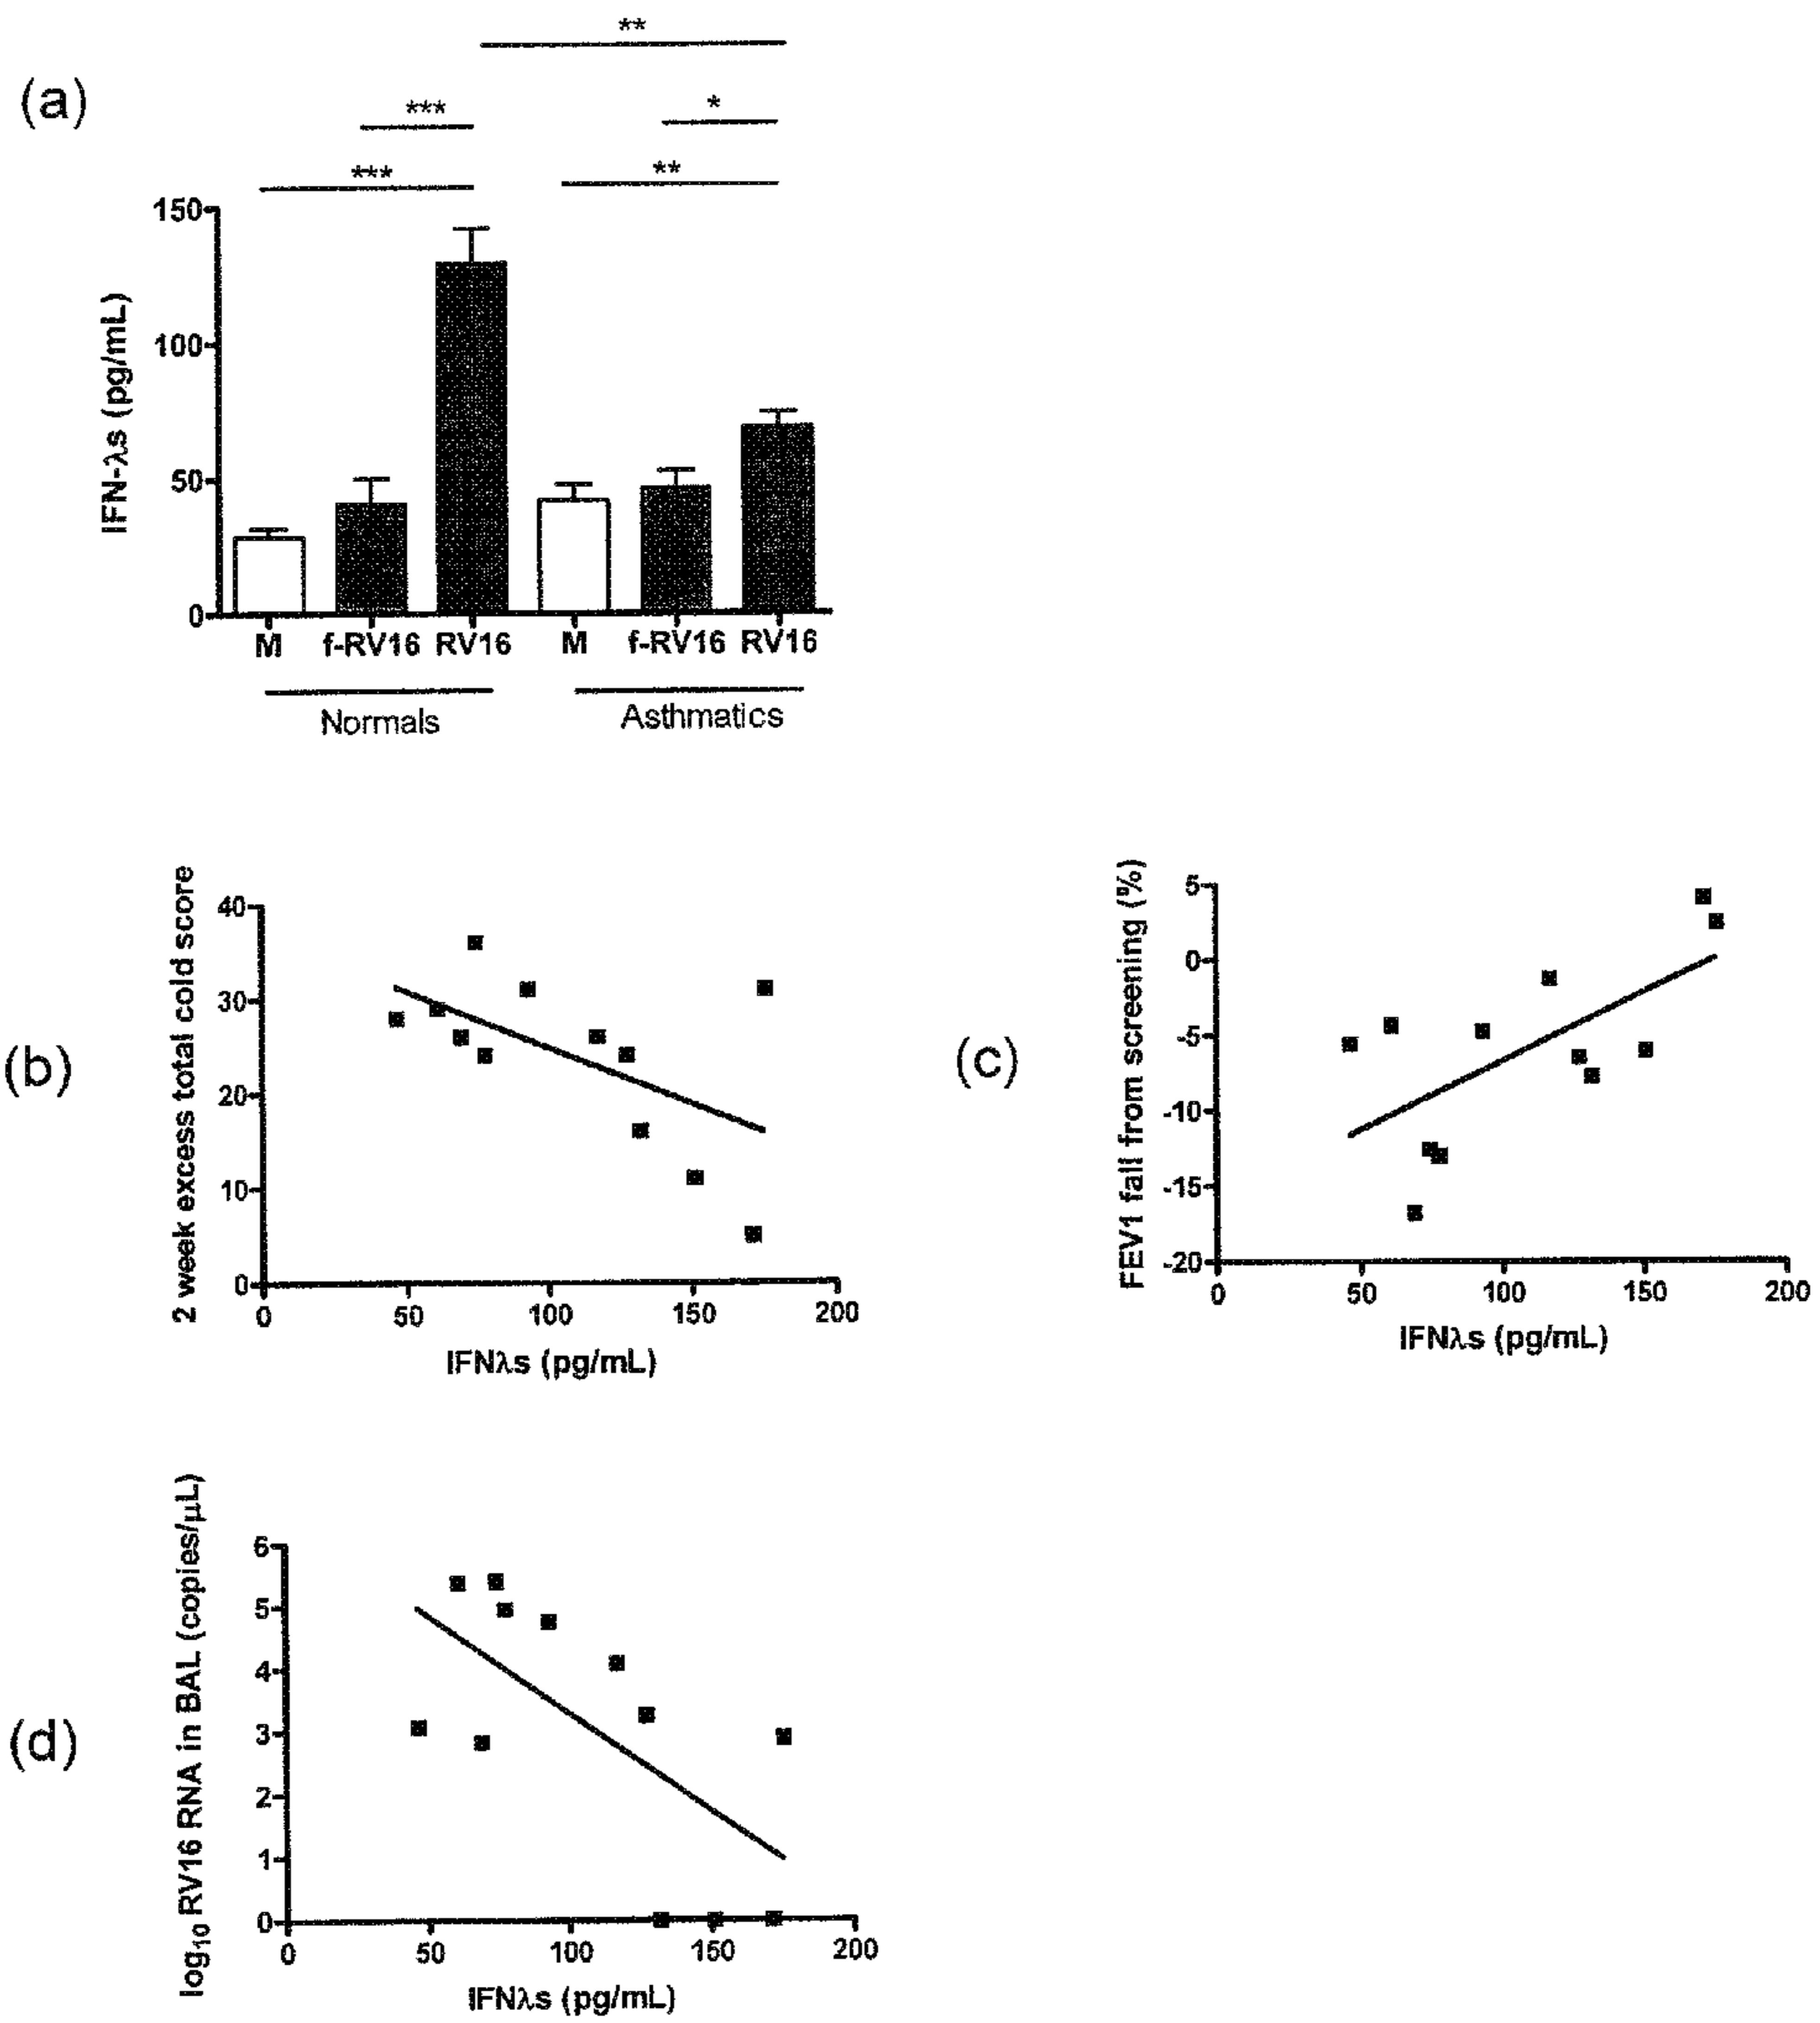 (a)
**
***
*
***
**
IFN-λs (pg/mL)
150
100
50
0
M f-RV16 RV16 M f-RV16 RV16
Normals Asthmatics
(b)
2 week excess total cold score
40
30
20
10
0
0 50 100 150 200
IFNλs (pg/mL)
(c)
FEV1 fall from screening (%)
5
0
-5
-10
-15
-20
0 50 100 150 200
IFNλs (pg/mL)
(d)
log10 RV16 RNA in BAL (copies/μL)
6
5
4
3
2
1
0
0 50 100 150 200
IFNλs (pg/mL)